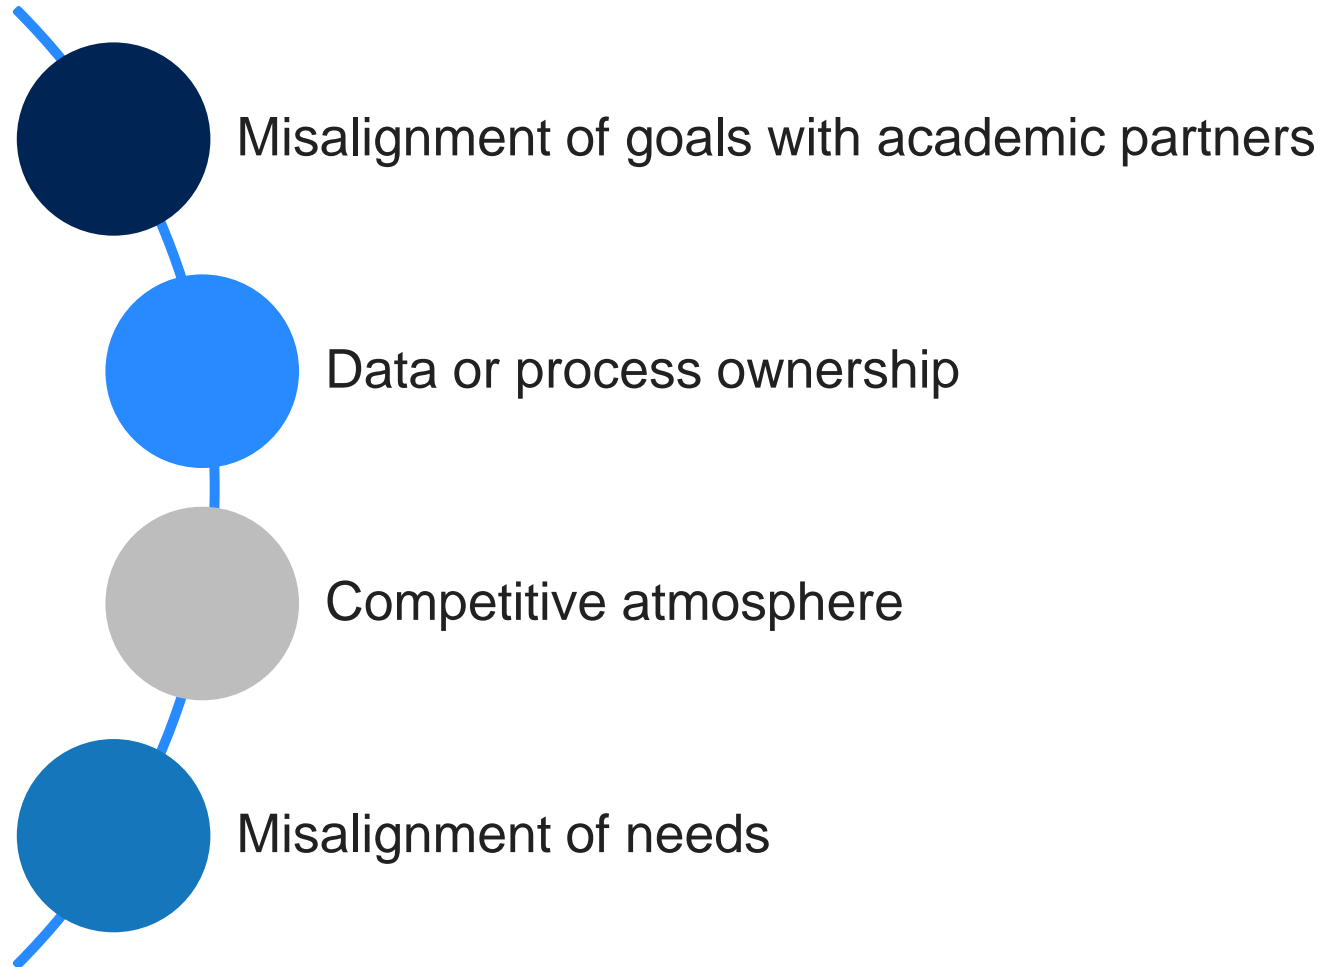 Misalignment of goals with academic partners
Data or process ownership
Competitive atmosphere
Misalignment of needs